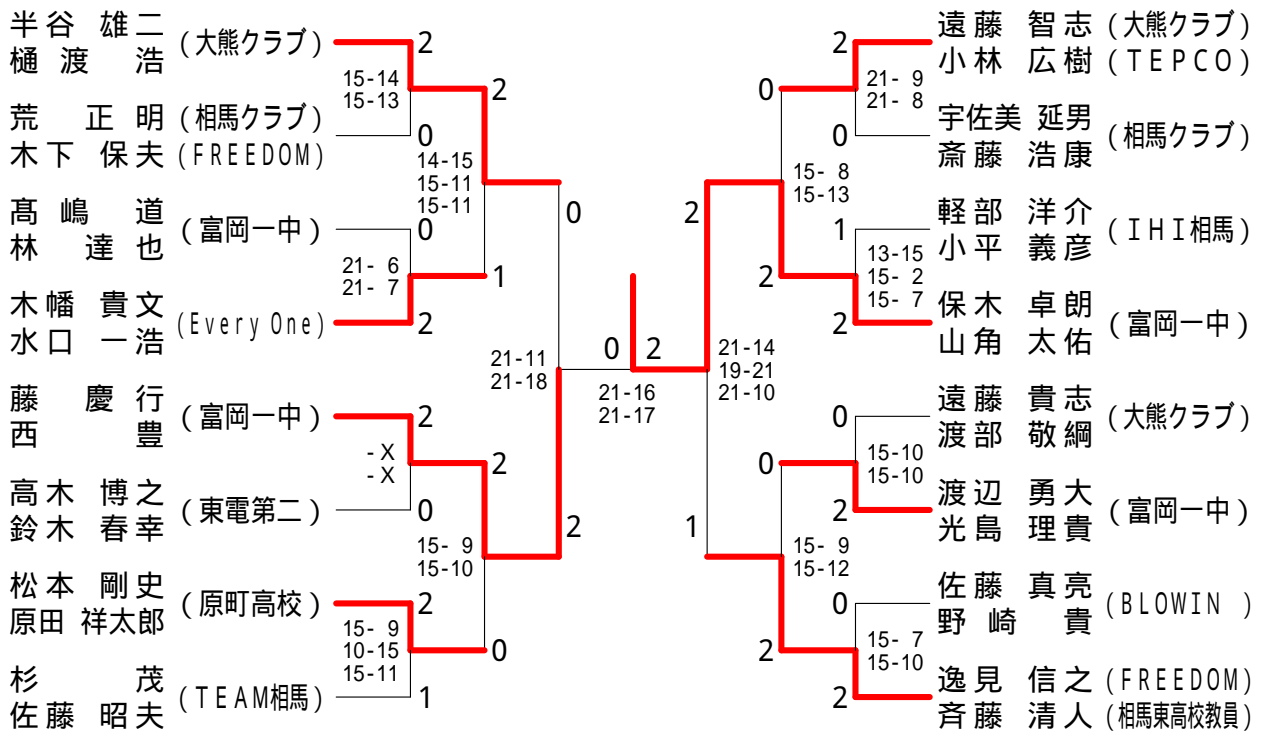 半谷 雄二
樋渡 浩
(大熊クラブ)
2
15-14
15-13
荒 正明 (相馬クラブ)
木下 保夫 (FREEDOM)
0
2
14-15
15-11
15-11
髙嶋 道
林 達也
(富岡一中)
0
21- 6
21- 7
木幡 貴文
水口 一浩
(Every One)
2
1
0
21-11
21-18
藤 慶行
西 豊
(富岡一中)
2
-X
-X
高木 博之
鈴木 春幸
(東電第二)
0
2
15- 9
15-10
松本 剛史
原田 祥太郎
(原町高校)
2
15- 9
10-15
15-11
杉 茂
佐藤 昭夫
(TEAM相馬)
1
0
2
0 2
21-16
21-17
2
遠藤 智志 (大熊クラブ)
小林 広樹 (TEPCO)
21- 9
21- 8
0
宇佐美 延男
斎藤 浩康
(相馬クラブ)
0
15- 8
15-13
1
軽部 洋介
小平 義彦
(IHI相馬)
13-15
15- 2
15- 7
2
保木 卓朗
山角 太佑
(富岡一中)
2
2
21-14
19-21
21-10
0
遠藤 貴志
渡部 敬綱
(大熊クラブ)
15-10
15-10
2
渡辺 勇大
光島 理貴
(富岡一中)
0
15- 9
15-12
0
佐藤 真亮
野崎 貴
(BLOWIN )
15- 7
15-10
2
逸見 信之 (FREEDOM)
斉藤 清人 (相馬東高校教員)
2
1